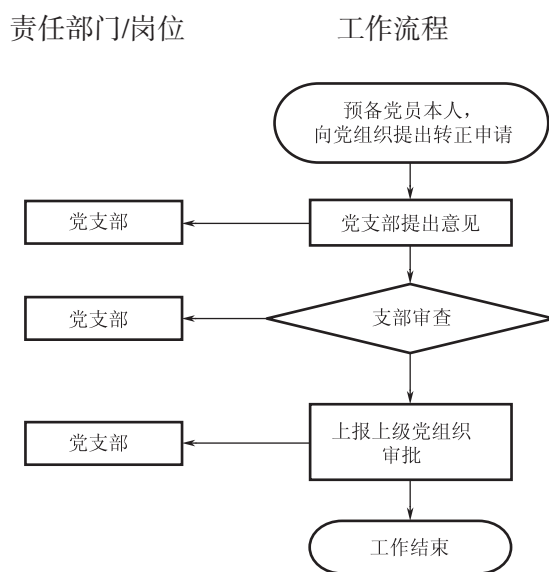 责任部门/岗位
工作流程
预备党员本人，
向党组织提出转正申请
党支部
党支部提出意见
党支部
支部审查
党支部
上报上级党组织
审批
工作结束